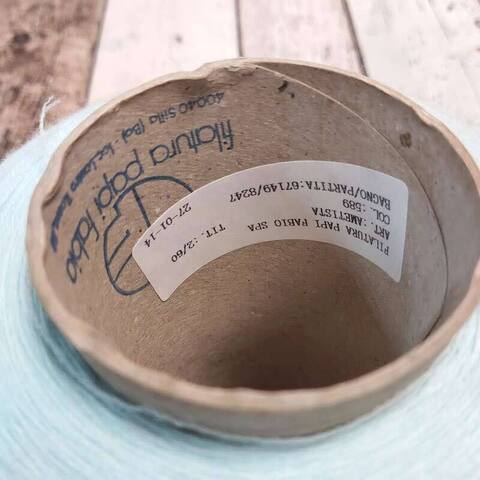 filatura papi fabio
40040 Silla (Bo)
FILATURA PAPI FABIO SPA
ART.:AMETISTA TIT.:2/60
COL.:589
BAGNO/PARTITA:67149/8247
27-01-14